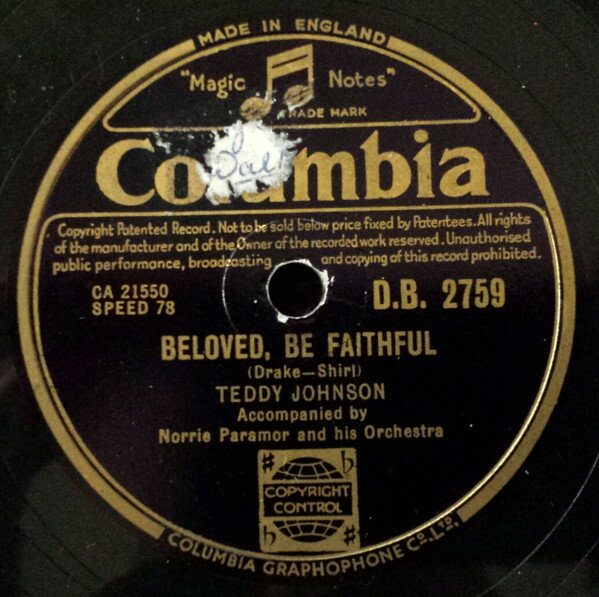 MADE IN ENGLAND
"Magic Notes"
TRADE MARK
Columbia
Copyright Patented Record. Not to be sold below price fixed by Patentees. All rights
of the manufacturer and of the Owner of the recorded work reserved. Unauthorised
public performance, broadcasting and copying of this record prohibited.
CA 21550
SPEED 78
D.B. 2759
BELOVED, BE FAITHFUL
(Drake—Shirl)
TEDDY JOHNSON
Accompanied by
Norrie Paramor and his Orchestra
COPYRIGHT
CONTROL
COLUMBIA GRAPHOPHONE CO. LTD.